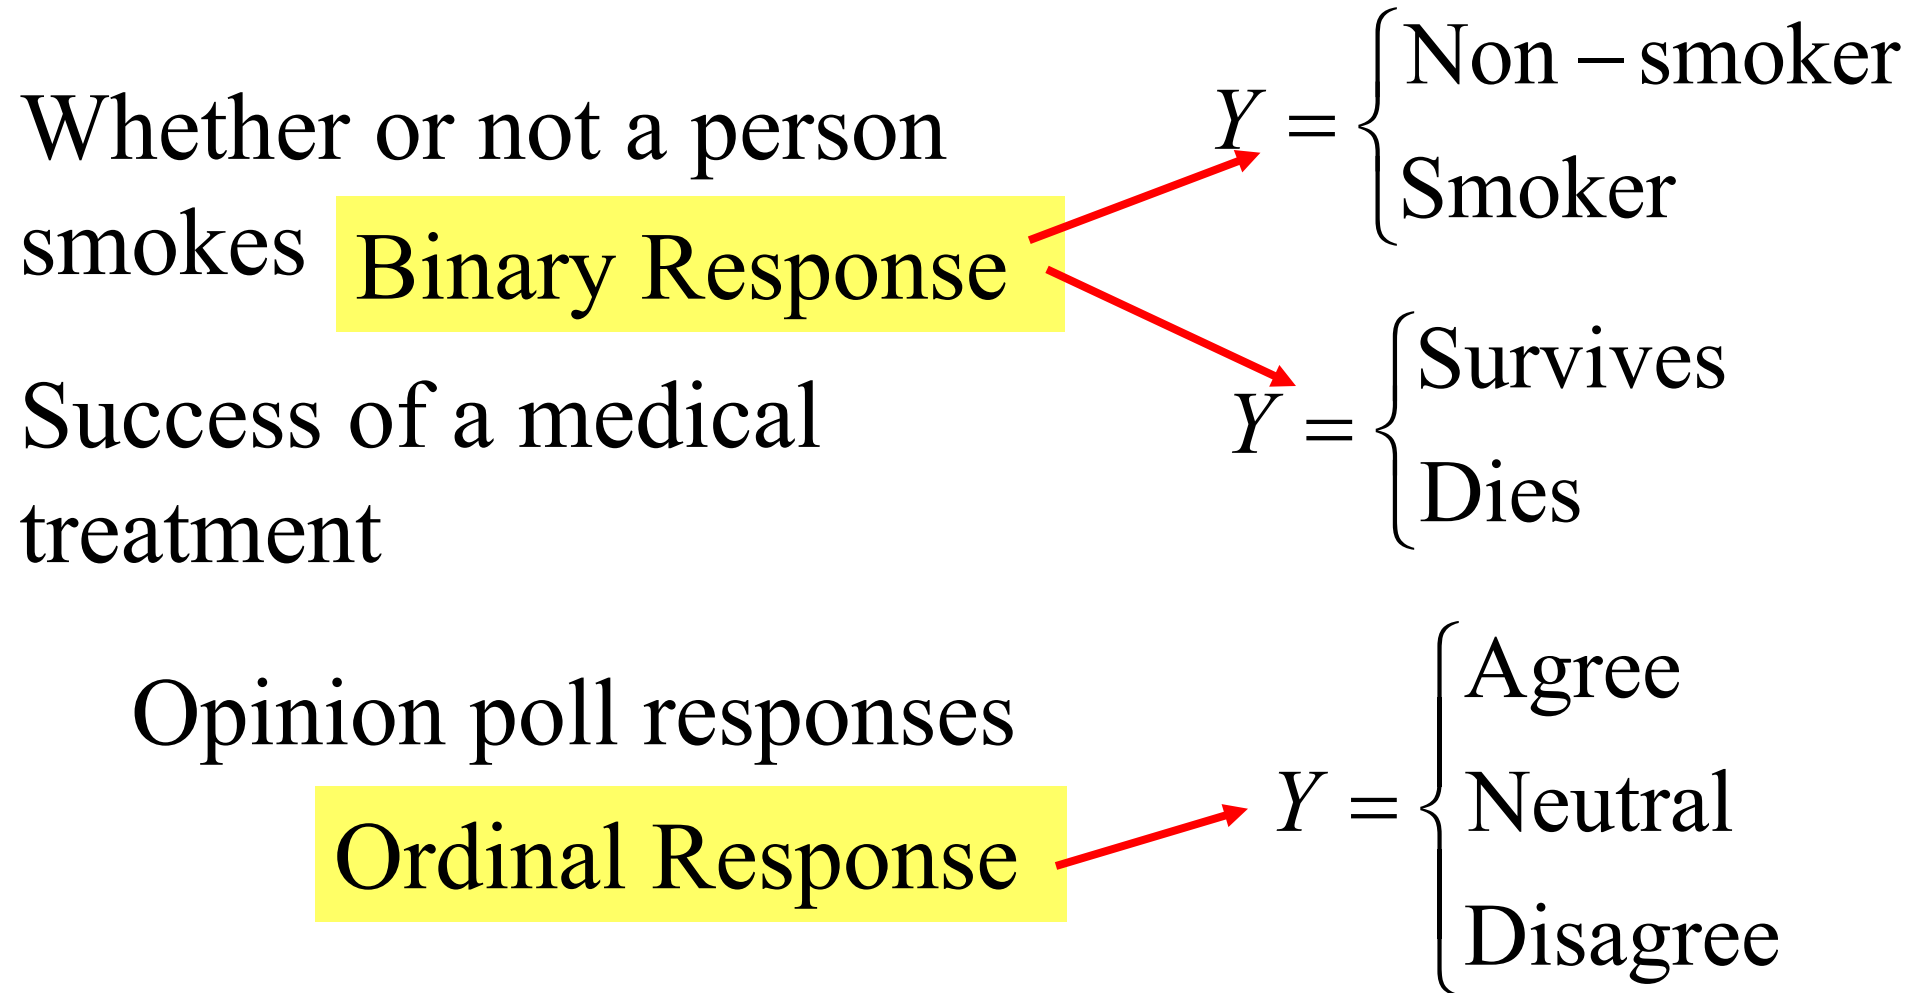 Whether or not a person
smokes
Binary Response
Y = { Non – smoker
Smoker
Success of a medical
treatment
Y = { Survives
Dies
Opinion poll responses
Ordinal Response
Y = { Agree
Neutral
Disagree